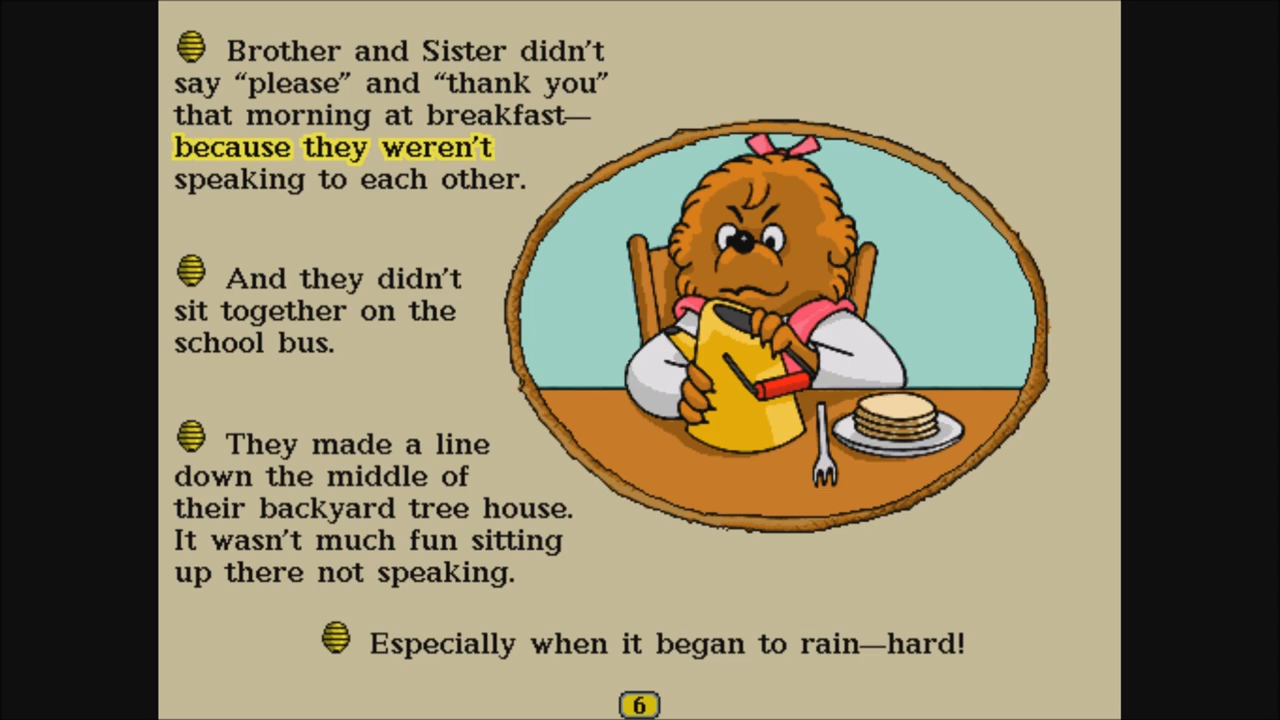 Brother and Sister didn't
say “please” and “thank you”
that morning at breakfast—
because they weren't
speaking to each other.
And they didn't
sit together on the
school bus.
They made a line
down the middle of
their backyard tree house.
It wasn't much fun sitting
up there not speaking.
Especially when it began to rain—hard!
6